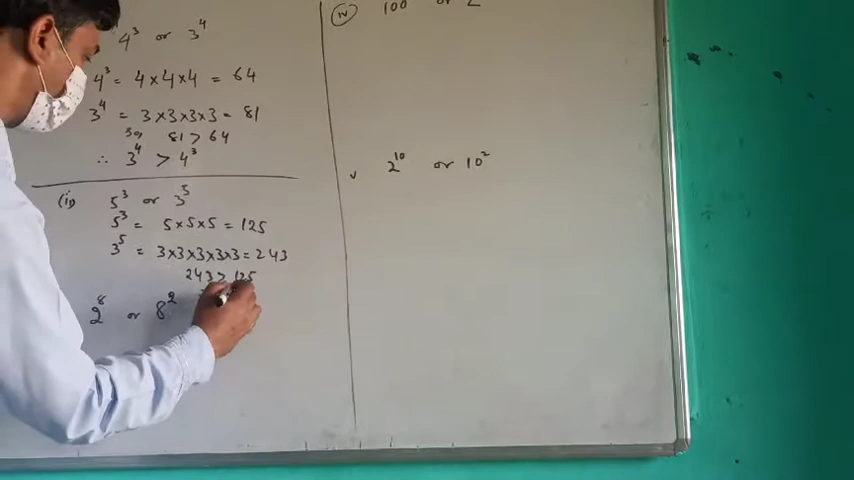 4³ or 3⁴
4³ = 4×4×4 = 64
3⁴ = 3×3×3×3 = 81
So, 81 > 64
∴ 3⁴ > 4³
(ii) 5³ or 3⁵
5³ = 5×5×5 = 125
3⁵ = 3×3×3×3×3 = 243
243 > 125
2⁸ or 8²
(iv) 100 or 2
v 2¹⁰ or 10²